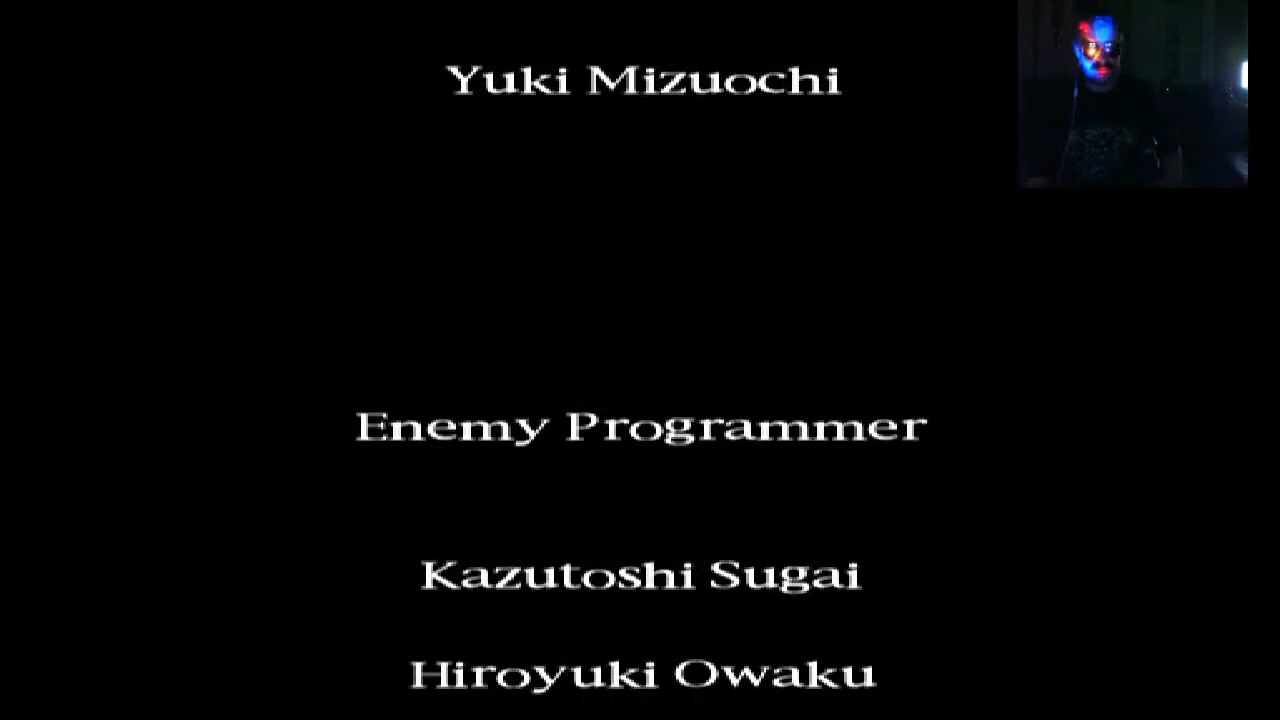 Yuki Mizuochi
Enemy Programmer
Kazutoshi Sugai
Hiroyuki Owaku